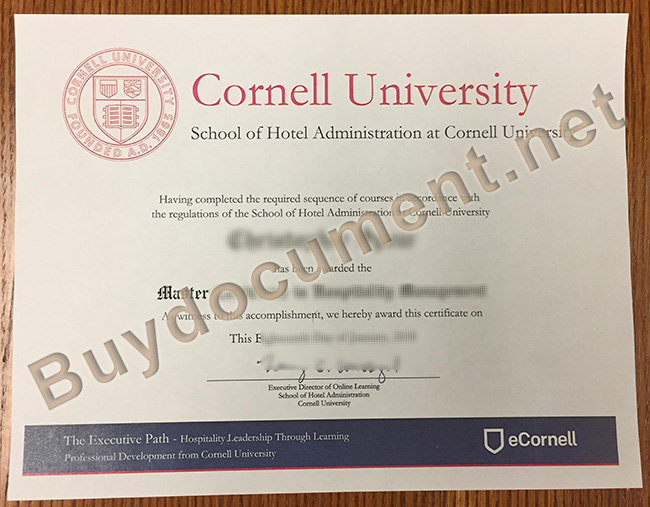 CORNELL UNIVERSITY
FOUNDED A.D. 1865
Cornell University
School of Hotel Administration at Cornell University
Having completed the required sequence of courses in accordance with
the regulations of the School of Hotel Administration at Cornell University
has been awarded the
Master in Hospitality Management
As witness to this accomplishment, we hereby award this certificate on
This
Executive Director of Online Learning
School of Hotel Administration
Cornell University
The Executive Path - Hospitality Leadership Through Learning
Professional Development from Cornell University
eCornell
Buydocument.net